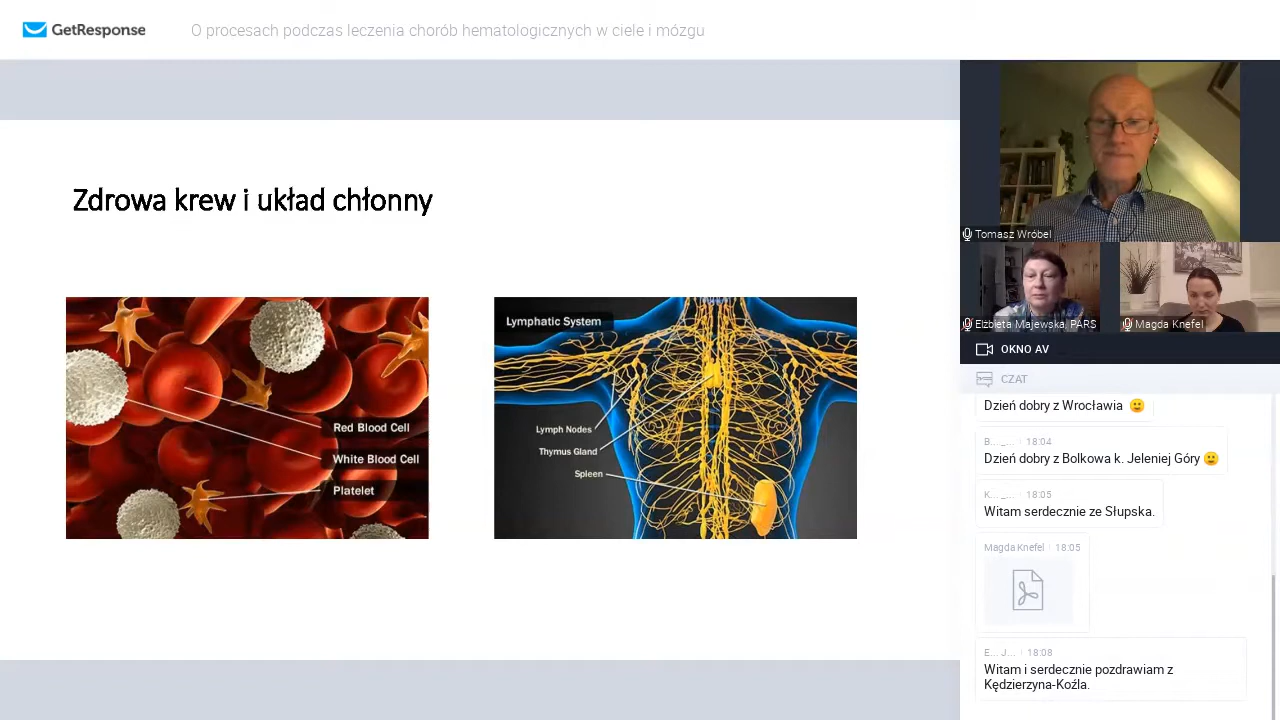 GetResponse
O procesach podczas leczenia chorób hematologicznych w ciele i mózgu
Zdrowa krew i układ chłonny
Red Blood Cell
White Blood Cell
Platelet
Lymphatic System
Lymph Nodes
Thymus Gland
Spleen
Tomasz Wróbel
Elżbieta Majewska, PARS
Magda Knefel
OKNO AV
CZAT
Dzień dobry z Wrocławia 🙂
B... ... 18:04
Dzień dobry z Bolkowa k. Jeleniej Góry 🙂
K... ... 18:05
Witam serdecznie ze Słupska.
Magda Knefel 18:05
E... J... 18:08
Witam i serdecznie pozdrawiam z
Kędzierzyna-Koźla.